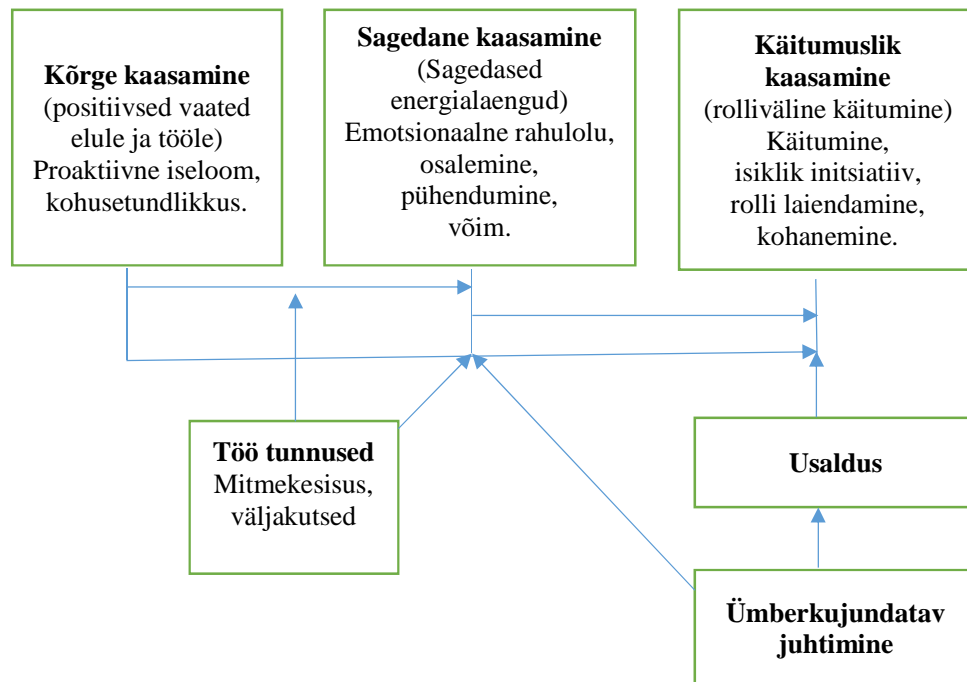 Kõrge kaasamine
(positiivsed vaated
elule ja tööle)
Proaktiivne iseloom,
kohusetundlikkus.
Sagedane kaasamine
(Sagedased
energialaengud)
Emotsionaalne rahulolu,
osalemine,
pühendumine,
võim.
Käitumuslik
kaasamine
(rolliväline käitumine)
Käitumine,
isiklik initsiatiiv,
rolli laiendamine,
kohanemine.
Töö tunnused
Mitmekesisus,
väljakutsed
Usaldus
Ümberkujundatav
juhtimine